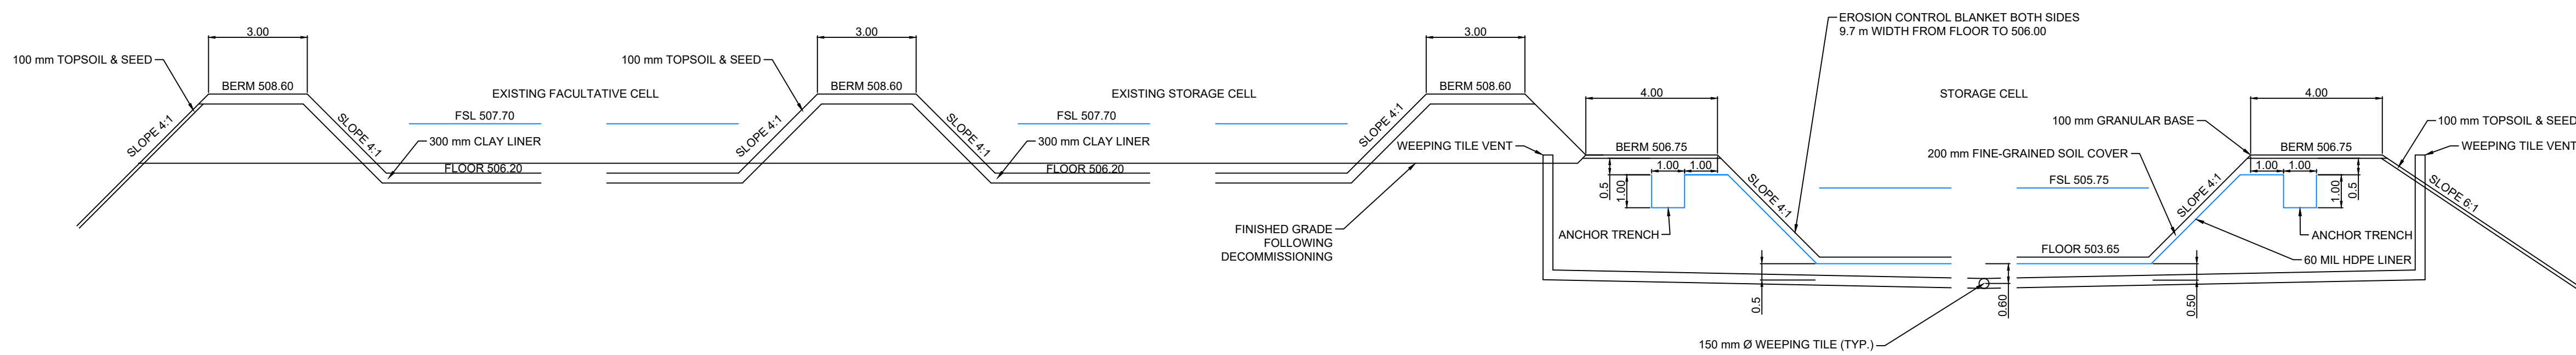 3.00
100 mm TOPSOIL & SEED
BERM 508.60
SLOPE 4:1
SLOPE 4:1
EXISTING FACULTATIVE CELL
FSL 507.70
300 mm CLAY LINER
FLOOR 506.20
3.00
100 mm TOPSOIL & SEED
BERM 508.60
SLOPE 4:1
SLOPE 4:1
EXISTING STORAGE CELL
FSL 507.70
300 mm CLAY LINER
FLOOR 506.20
3.00
BERM 508.60
SLOPE 4:1
FINISHED GRADE
FOLLOWING
DECOMMISSIONING
WEEPING TILE VENT
4.00
BERM 506.75
1.00
1.00
0.5
1.00
ANCHOR TRENCH
SLOPE 4:1
EROSION CONTROL BLANKET BOTH SIDES
9.7 m WIDTH FROM FLOOR TO 506.00
STORAGE CELL
100 mm GRANULAR BASE
200 mm FINE-GRAINED SOIL COVER
FSL 505.75
SLOPE 4:1
FLOOR 503.65
0.5
0.60
0.50
150 mm Ø WEEPING TILE (TYP.)
4.00
BERM 506.75
1.00
1.00
1.00
0.5
ANCHOR TRENCH
60 MIL HDPE LINER
100 mm TOPSOIL & SEED
WEEPING TILE VENT
SLOPE 6:1